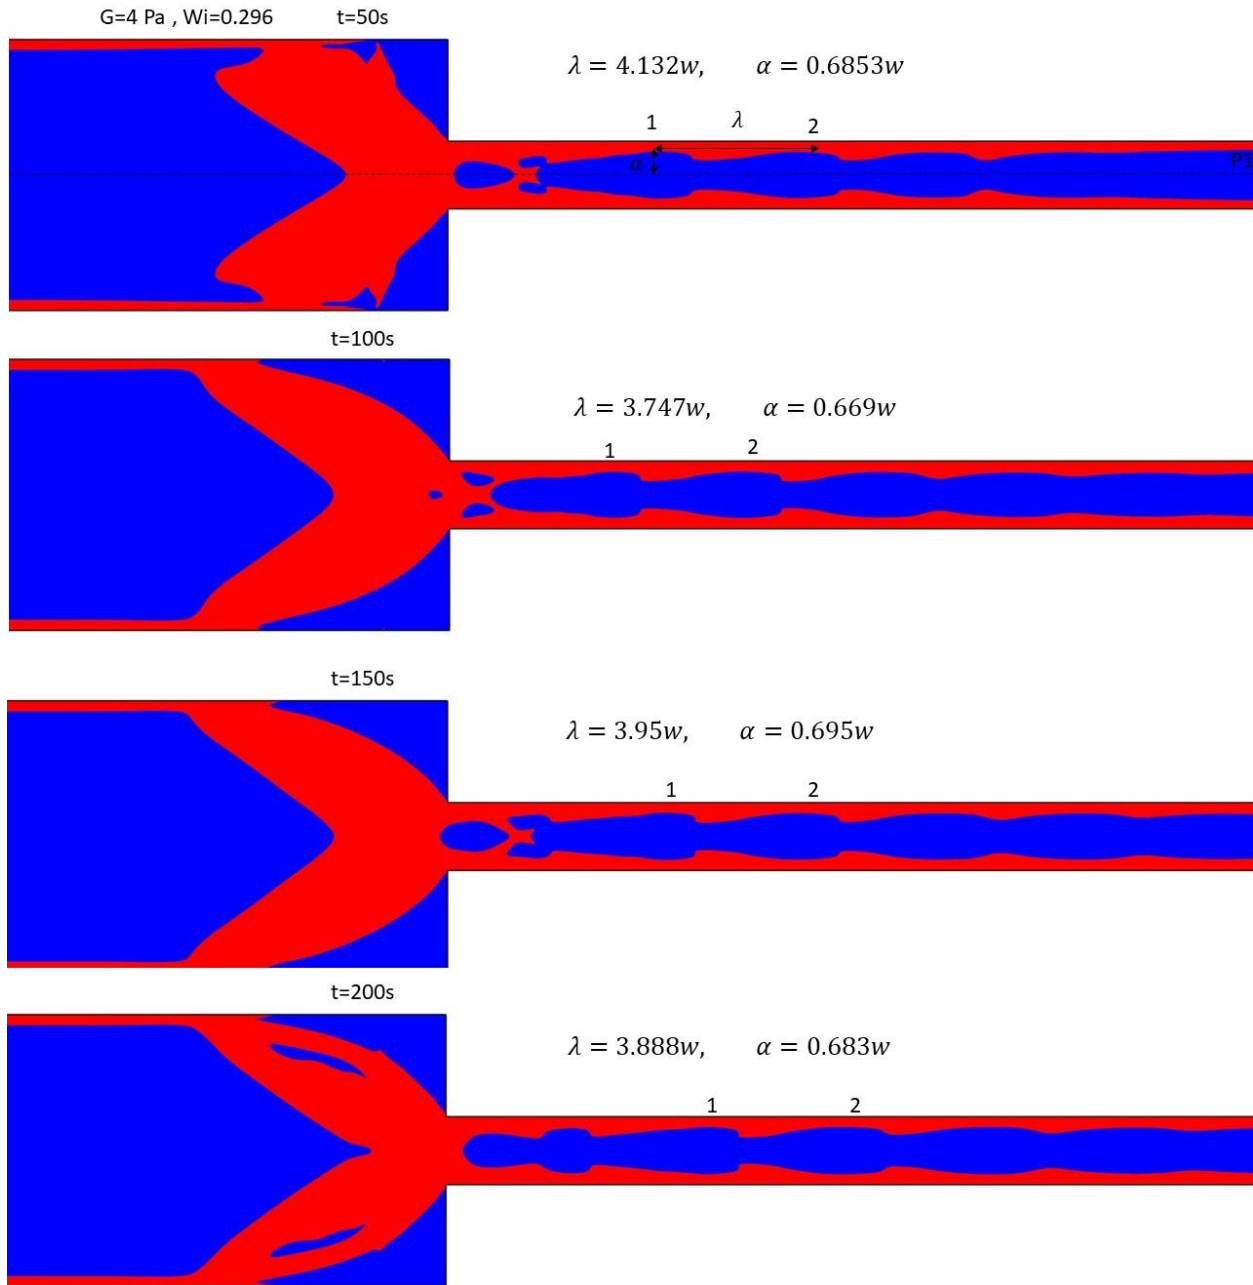 G=4 Pa , Wi=0.296 t=50s
λ = 4.132w, α = 0.6853w
1 λ 2
α
P1
t=100s
λ = 3.747w, α = 0.669w
1 2
t=150s
λ = 3.95w, α = 0.695w
1 2
t=200s
λ = 3.888w, α = 0.683w
1 2